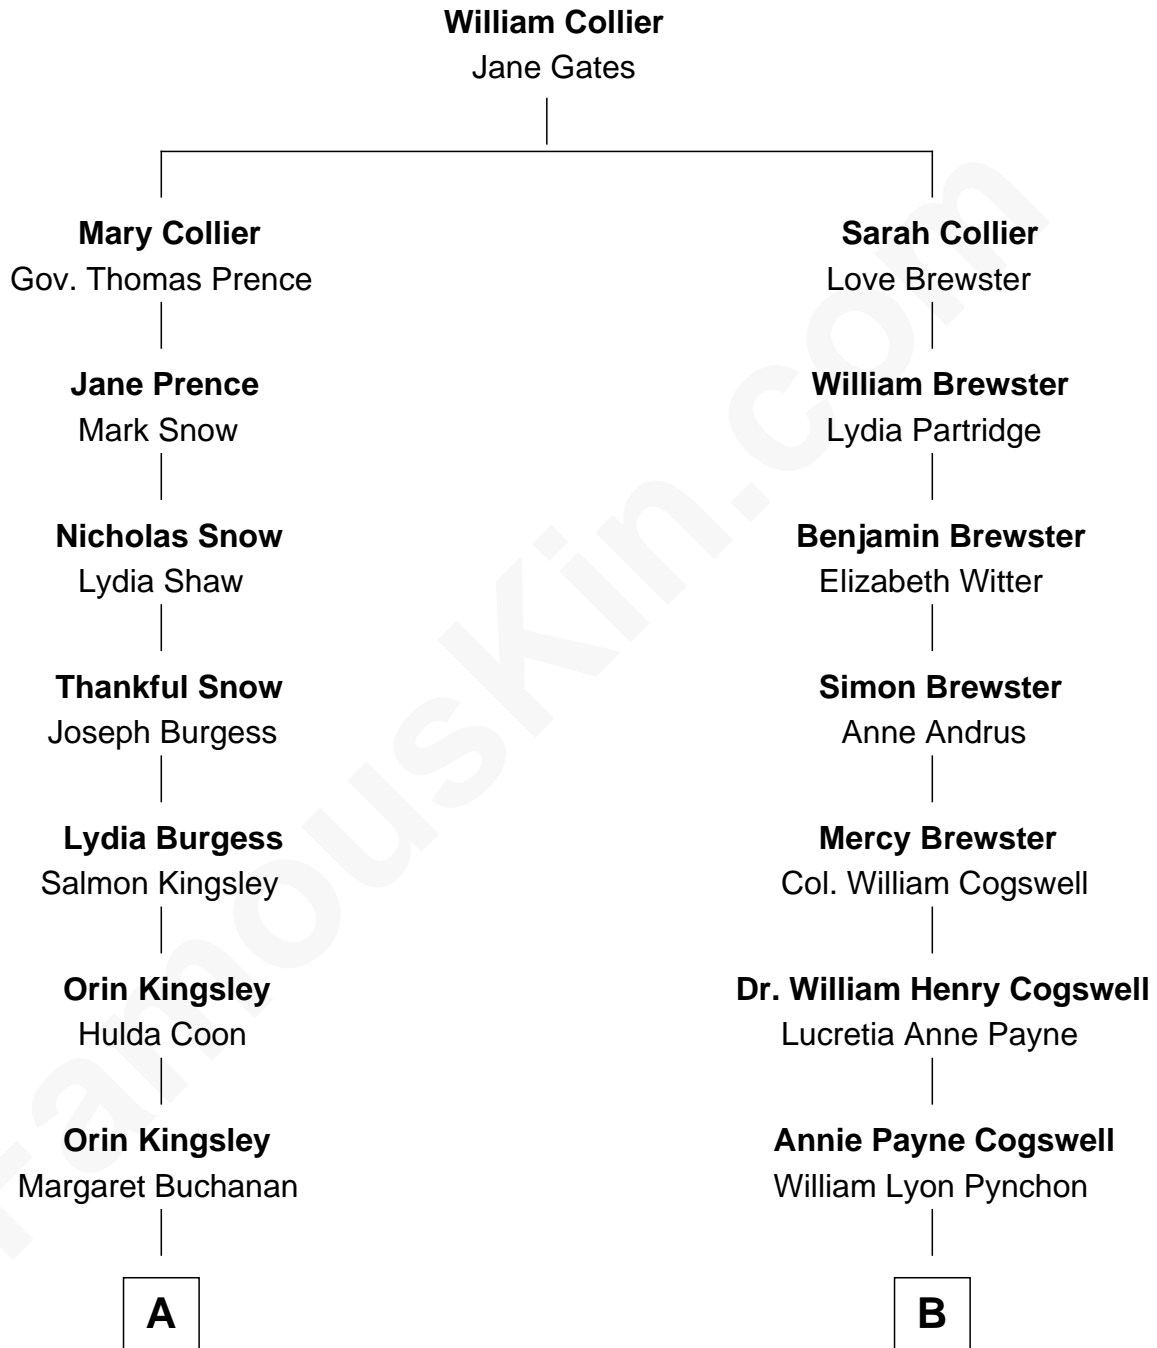 William Collier
Jane Gates
Mary Collier
Gov. Thomas Prence
Sarah Collier
Love Brewster
Jane Prence
Mark Snow
William Brewster
Lydia Partridge
Nicholas Snow
Lydia Shaw
Benjamin Brewster
Elizabeth Witter
Thankful Snow
Joseph Burgess
Simon Brewster
Anne Andrus
Lydia Burgess
Salmon Kingsley
Mercy Brewster
Col. William Cogswell
Orin Kingsley
Hulda Coon
Dr. William Henry Cogswell
Lucretia Anne Payne
Orin Kingsley
Margaret Buchanan
Annie Payne Cogswell
William Lyon Pynchon
A
B
FamousKin.com